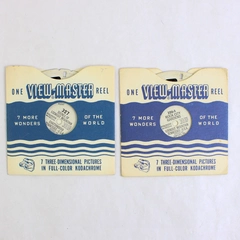 ONE VIEW-MASTER REEL
7 MORE WONDERS OF THE WORLD
7 THREE-DIMENSIONAL PICTURES
IN FULL-COLOR KODACHROME
ONE VIEW-MASTER REEL
7 MORE WONDERS OF THE WORLD
7 THREE-DIMENSIONAL PICTURES
IN FULL-COLOR KODACHROME